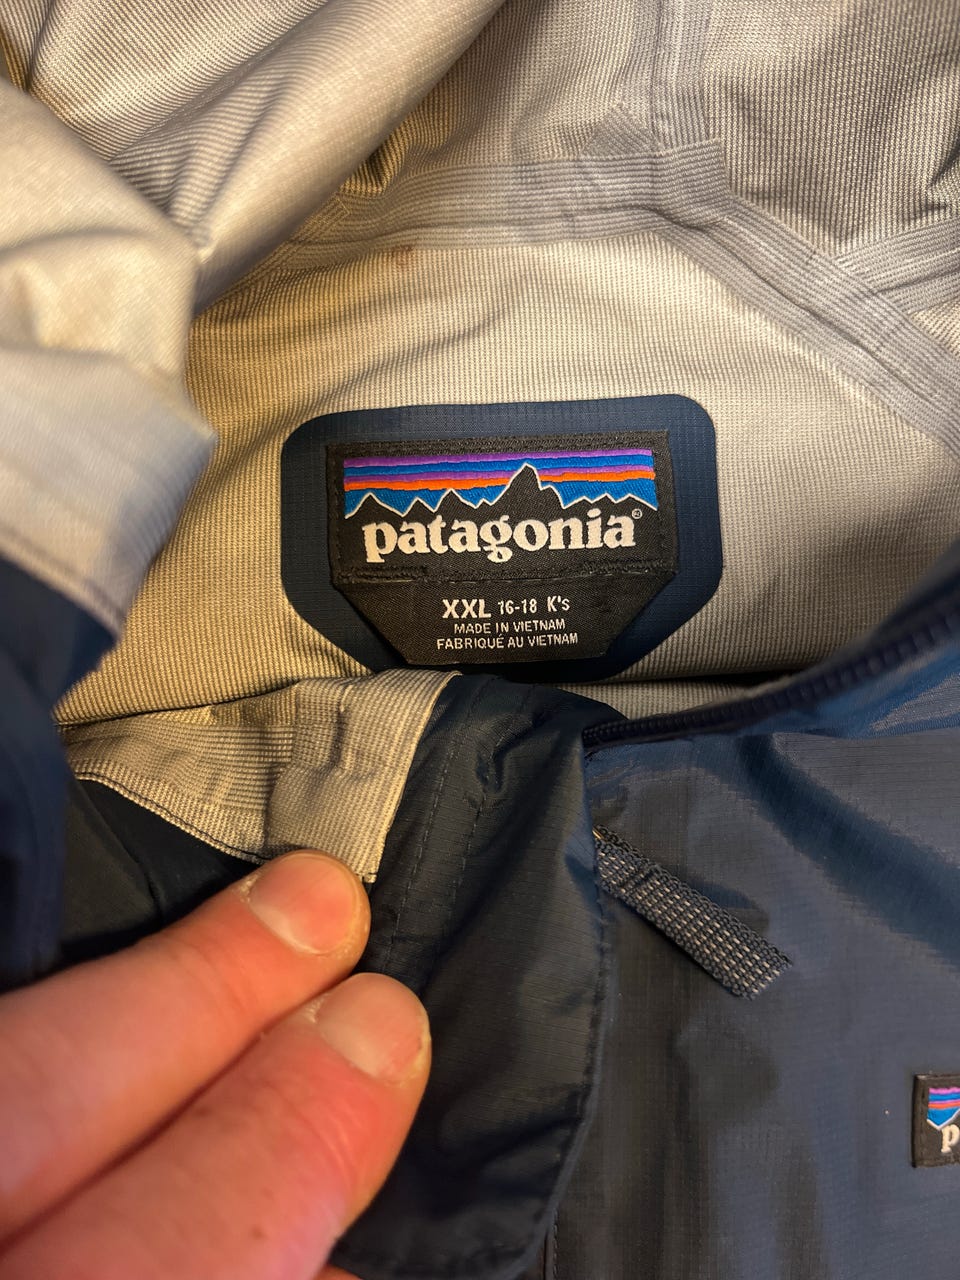 patagonia®
XXL 16-18 K's
MADE IN VIETNAM
FABRIQUÉ AU VIETNAM
p